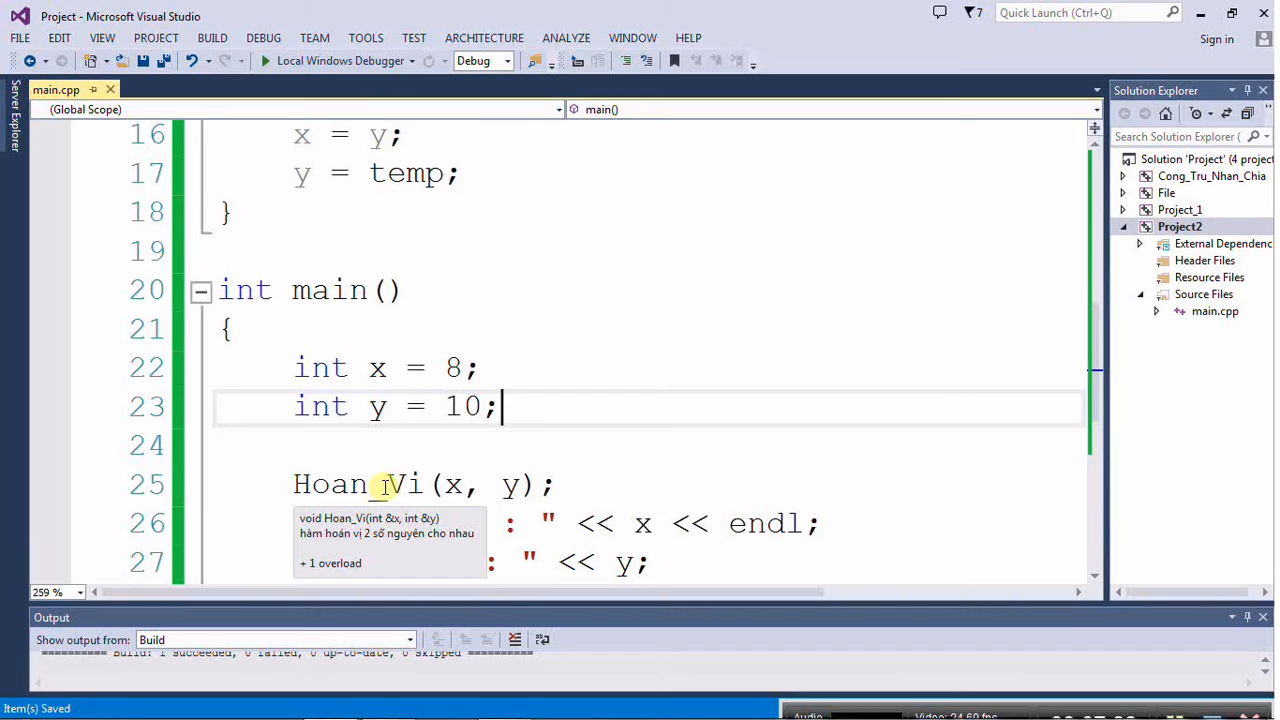 Project - Microsoft Visual Studio
7
Quick Launch (Ctrl+Q)
FILE EDIT VIEW PROJECT BUILD DEBUG TEAM TOOLS TEST ARCHITECTURE ANALYZE WINDOW HELP
Sign in
Local Windows Debugger
Debug
Server Explorer
main.cpp
(Global Scope)
main()
16 x = y;
17 y = temp;
18 }
19
20 int main()
21 {
22 int x = 8;
23 int y = 10;
24
25 Hoan_Vi(x, y);
26 : " << x << endl;
27 : " << y;
void Hoan_Vi(int &x, int &y)
hàm hoán vị 2 số nguyên cho nhau
+ 1 overload
259 %
Solution Explorer
Search Solution Explorer (
Solution 'Project' (4 project
Cong_Tru_Nhan_Chia
File
Project_1
Project2
External Dependenc
Header Files
Resource Files
Source Files
main.cpp
Output
Show output from: Build
========== Build: 1 succeeded, 0 failed, 0 up-to-date, 0 skipped ==========
Item(s) Saved
Audio